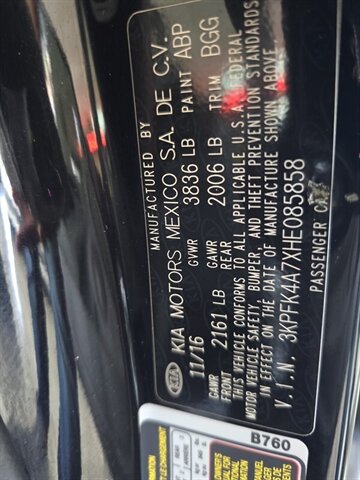 MANUFACTURED BY
KIA KIA MOTORS MEXICO S.A. DE C.V.
11/16 GVWR 3836 LB PAINT ABP
GAWR FRONT 2161 LB GAWR REAR 2006 LB TRIM BGG
THIS VEHICLE CONFORMS TO ALL APPLICABLE U.S.A. FEDERAL
MOTOR VEHICLE SAFETY, BUMPER, AND THEFT PREVENTION STANDARDS
IN EFFECT ON THE DATE OF MANUFACTURE SHOWN ABOVE.
V.I.N 3KPFK4A7XHE085858
PASSENGER CAR
B760